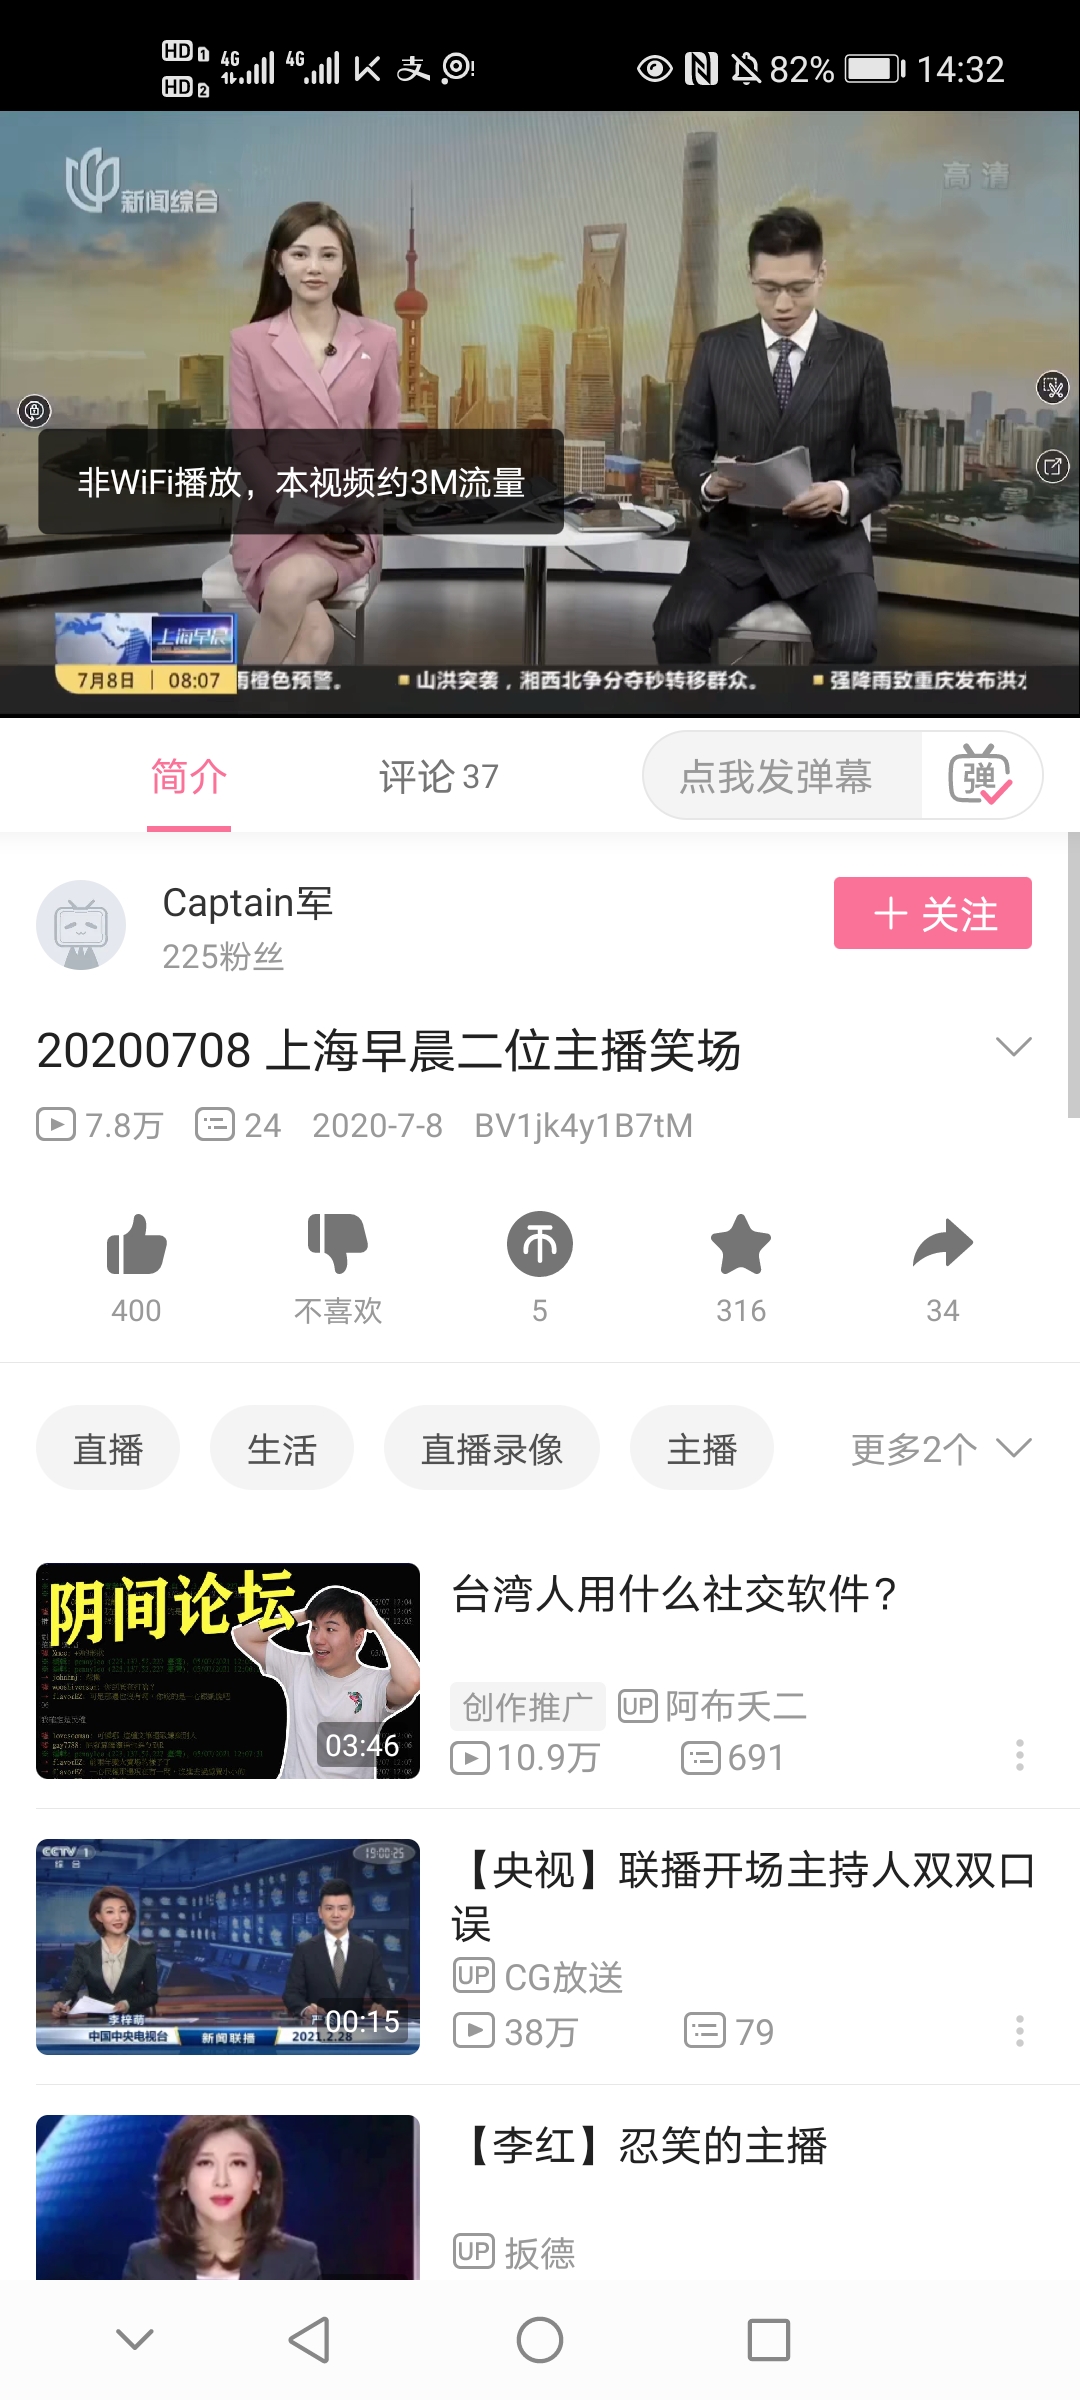 HD 1
HD 2
4G
4G
82%
14:32
新闻综合
高清
非WiFi播放，本视频约3M流量
上海早晨
7月8日 | 08:07
雨橙色预警。 山洪突袭，湘西北争分夺秒转移群众。 强降雨致重庆发布洪
简介
评论 37
点我发弹幕
弹
Captain军
225粉丝
+ 关注
20200708 上海早晨二位主播笑场
7.8万 24 2020-7-8 BV1jk4y1B7tM
400 不喜欢 5 316 34
直播 生活 直播录像 主播 更多2个
阴间论坛
03:46
台湾人用什么社交软件？
创作推广 UP 阿布夭二
10.9万 691
CCTV 1
综合
19:00:25
李梓萌
中国中央电视台 新闻联播 2021.2.28
00:15
【央视】联播开场主持人双双口
误
UP CG放送
38万 79
【李红】忍笑的主播
UP 扳德